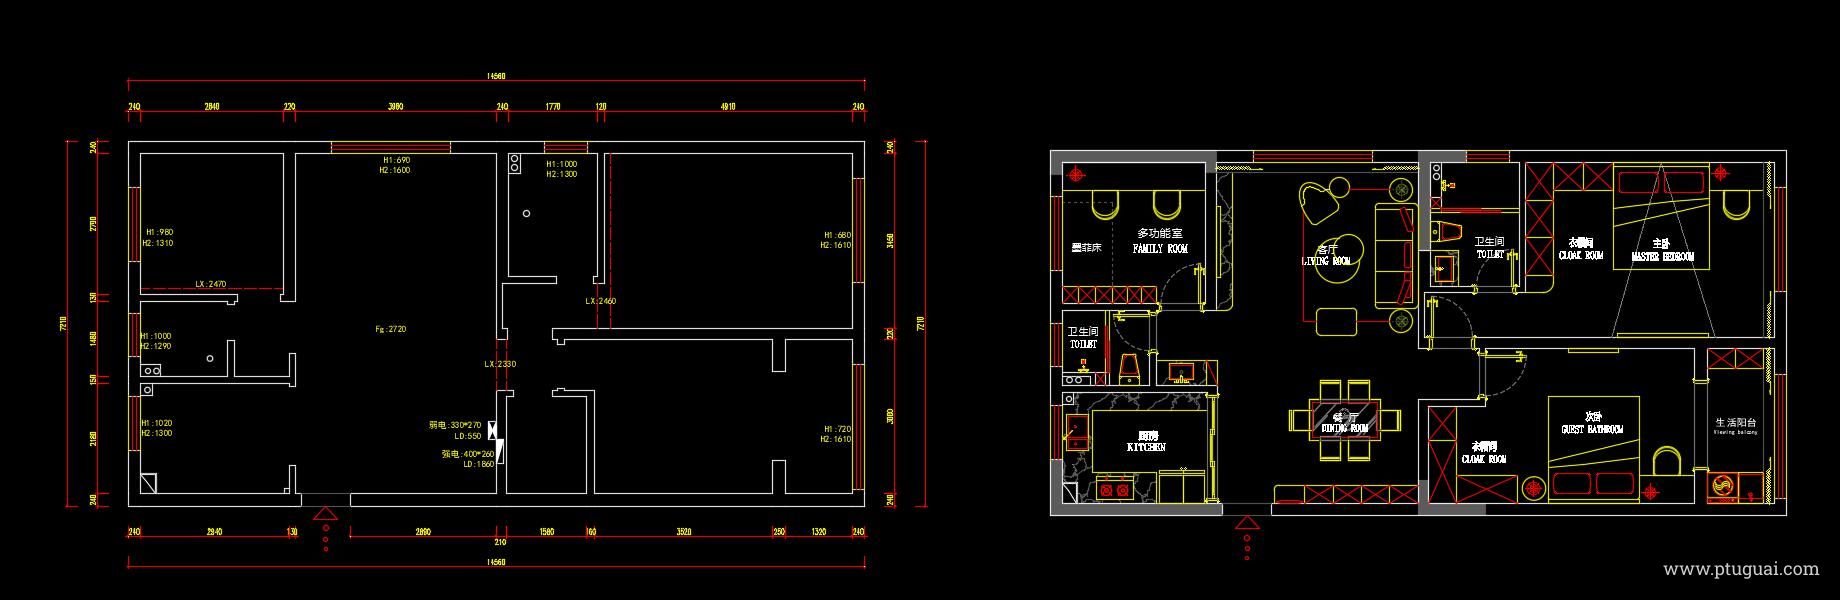 14560
240
2840
220
3980
240
1770
120
4910
240
240
2790
130
1480
150
2180
240
7210
240
3450
220
3080
240
7210
H1:690
H2:1600
H1:1000
H2:1300
H1:980
H2:1310
H1:680
H2:1610
LX:2470
LX:2460
Fg:2720
H1:1000
H2:1290
LX:2330
H1:1020
H2:1300
弱电:330*270
LD:550
强电:400*260
LD:1860
H1:720
H2:1610
240
2940
130
2890
210
1580
160
3520
250
1320
240
14560
墨菲床
多功能室
FAMILY ROOM
客厅
LIVING ROOM
卫生间
TOILET
衣帽间
CLOAK ROOM
主卧
MASTER BEDROOM
卫生间
TOILET
厨房
KITCHEN
餐厅
DINING ROOM
次卧
GUEST BATHROOM
衣帽间
CLOAK ROOM
生活阳台
Viewing balcony
www.ptuguai.com